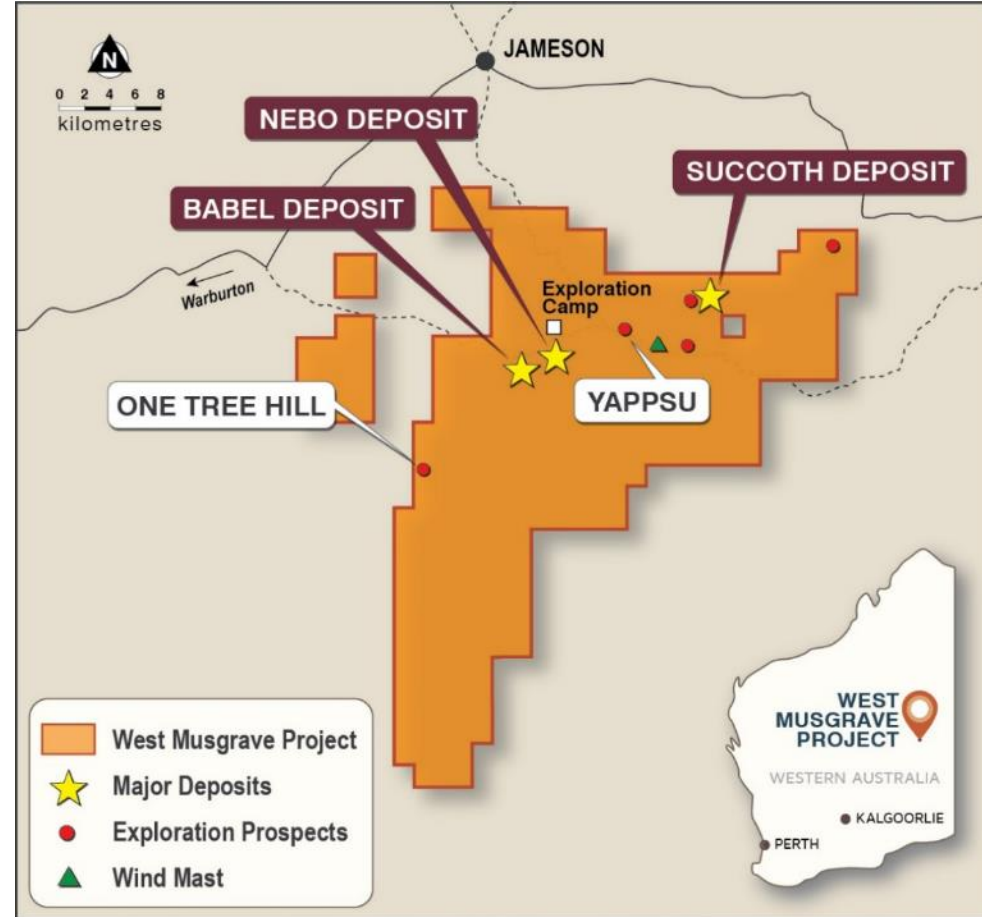 N
JAMESON
0 2 4 6 8
kilometres
NEBO DEPOSIT
SUCCOTH DEPOSIT
BABEL DEPOSIT
Warburton
Exploration
Camp
ONE TREE HILL
YAPPSU
West Musgrave Project
Major Deposits
Exploration Prospects
Wind Mast
WEST
MUSGRAVE
PROJECT
WESTERN AUSTRALIA
KALGOORLIE
PERTH